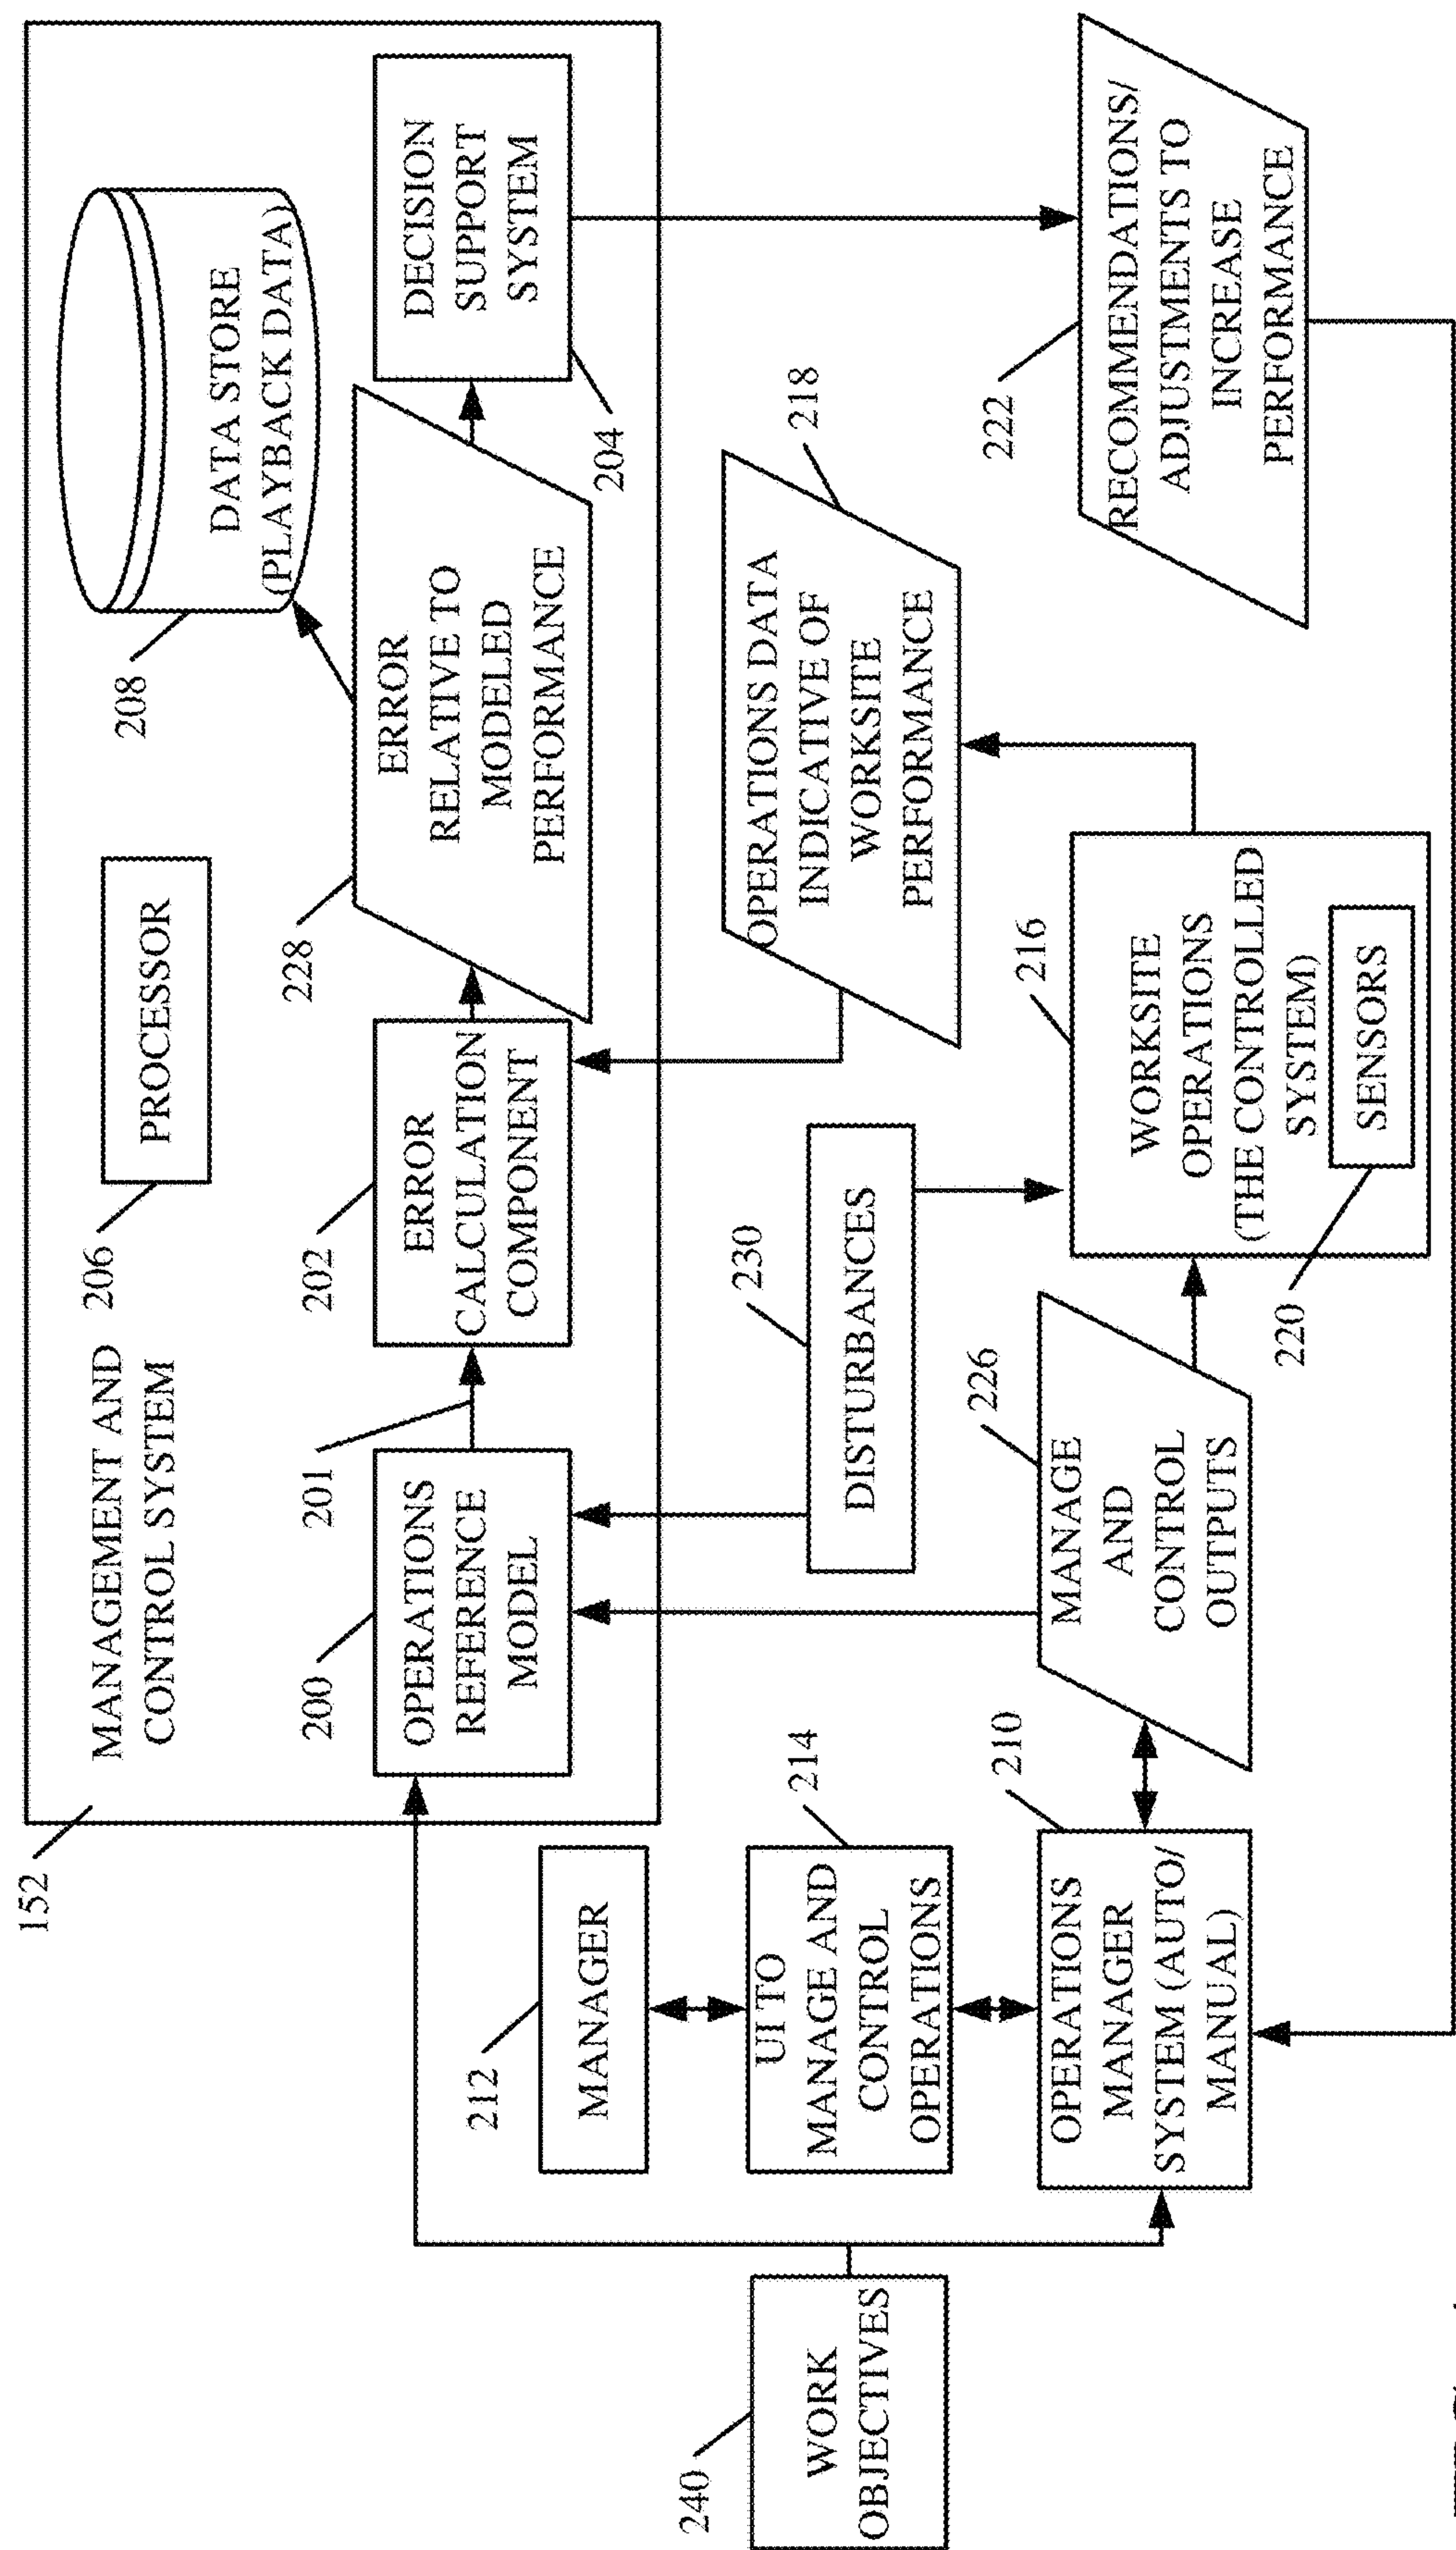 152
MANAGEMENT AND
CONTROL SYSTEM
206
PROCESSOR
208
DATA STORE
(PLAYBACK DATA)
200
OPERATIONS
REFERENCE
MODEL
201
202
ERROR
CALCULATION
COMPONENT
228
ERROR
RELATIVE TO
MODELED
PERFORMANCE
DECISION
SUPPORT
SYSTEM
204
212
MANAGER
240
WORK
OBJECTIVES
214
UI TO
MANAGE AND
CONTROL
OPERATIONS
230
DISTURBANCES
218
OPERATIONS DATA
INDICATIVE OF
WORKSITE
PERFORMANCE
210
OPERATIONS
MANAGER
SYSTEM (AUTO/
MANUAL)
226
MANAGE
AND
CONTROL
OUTPUTS
216
WORKSITE
OPERATIONS
(THE CONTROLLED
SYSTEM)
SENSORS
220
222
RECOMMENDATIONS/
ADJUSTMENTS TO
INCREASE
PERFORMANCE